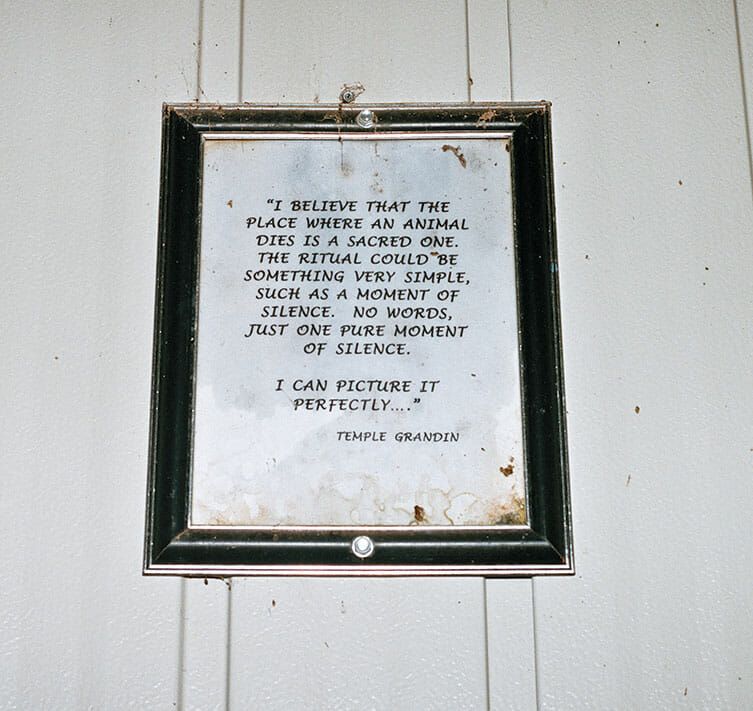 "I BELIEVE THAT THE
PLACE WHERE AN ANIMAL
DIES IS A SACRED ONE.
THE RITUAL COULD BE
SOMETHING VERY SIMPLE,
SUCH AS A MOMENT OF
SILENCE.  NO WORDS,
JUST ONE PURE MOMENT
OF SILENCE.
I CAN PICTURE IT
PERFECTLY...."
TEMPLE GRANDIN